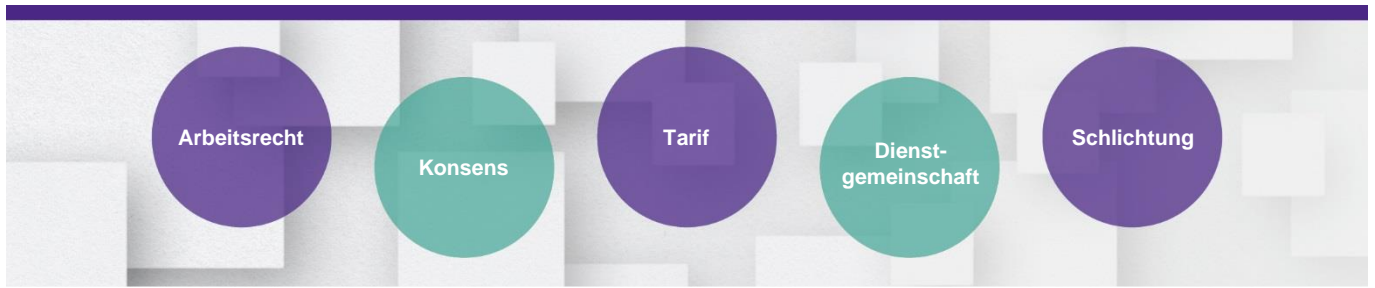 Arbeitsrecht
Konsens
Tarif
Dienst-
gemeinschaft
Schlichtung